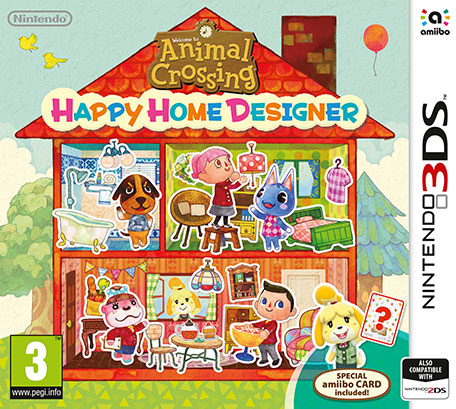 Nintendo
Welcome to
Animal
Crossing
HAPPY HOME DESIGNER
amiibo
NINTENDO 3DS
?
3
www.pegi.info
SPECIAL
amiibo CARD
included!
ALSO
COMPATIBLE
WITH
NINTENDO 2DS